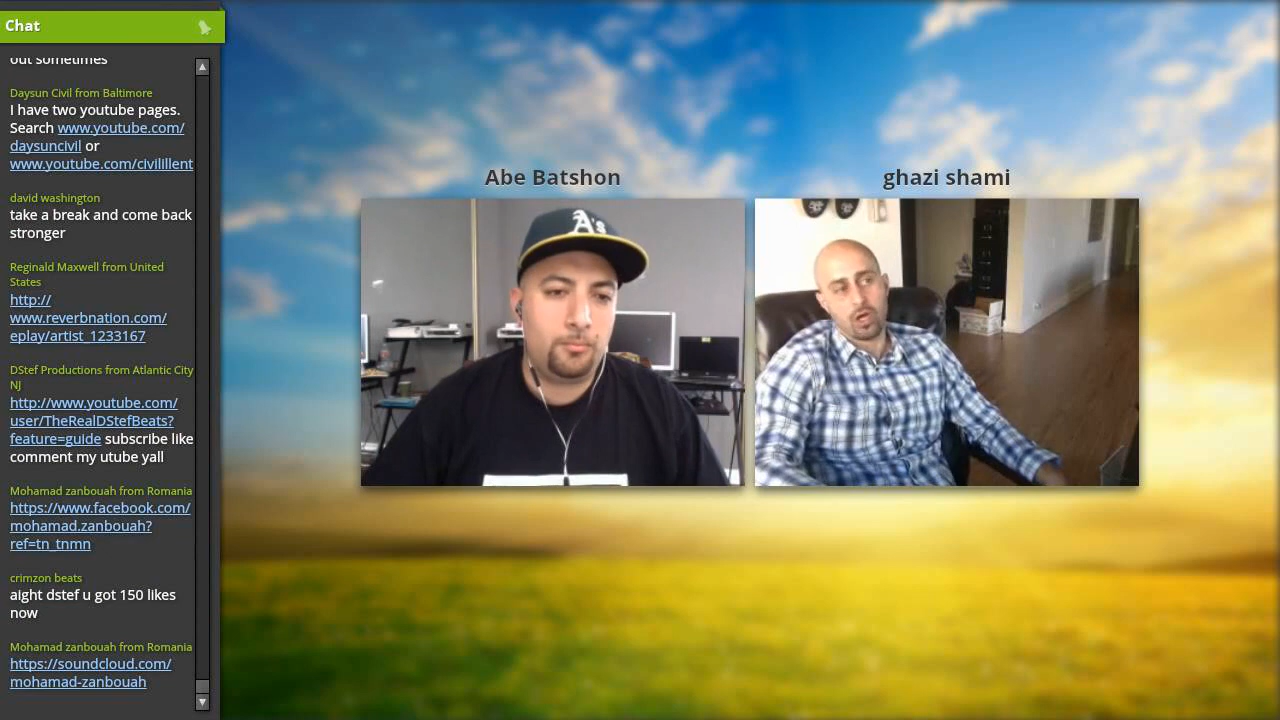 Chat
out sometimes
Daysun Civil from Baltimore
I have two youtube pages.
Search www.youtube.com/
daysuncivil or
www.youtube.com/civilillent
david washington
take a break and come back
stronger
Reginald Maxwell from United
States
http://
www.reverbnation.com/
eplay/artist_1233167
DStef Productions from Atlantic City
NJ
http://www.youtube.com/
user/TheRealDStefBeats?
feature=guide subscribe like
comment my utube yall
Mohamad zanbouah from Romania
https://www.facebook.com/
mohamad.zanbouah?
ref=tn_tnmn
crimzon beats
aight dstef u got 150 likes
now
Mohamad zanbouah from Romania
https://soundcloud.com/
mohamad-zanbouah
Abe Batshon
ghazi shami
A's